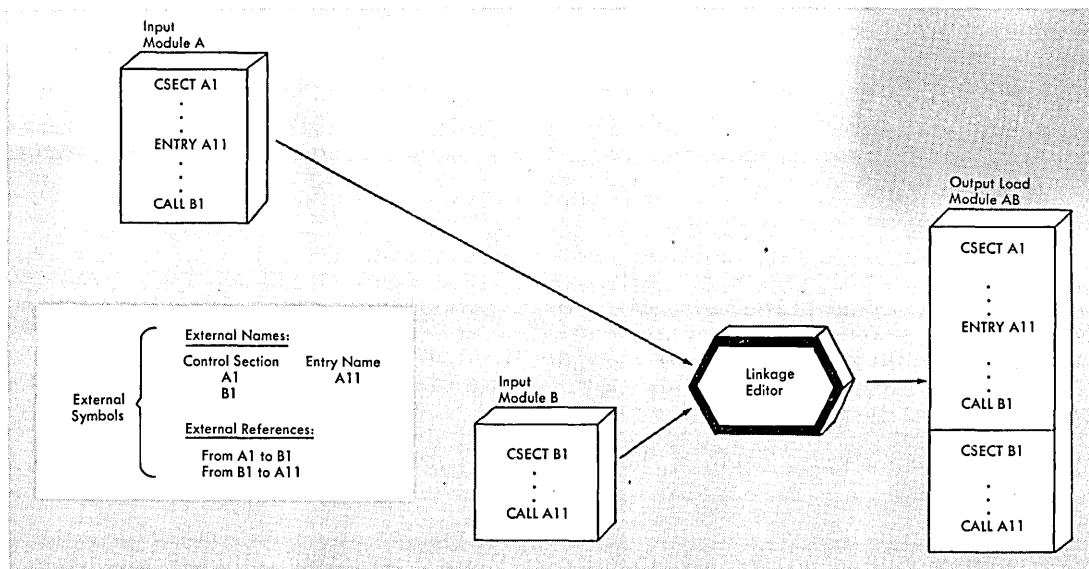 Input
Module A
CSECT A1
ENTRY A11
CALL B1
External Symbols
External Names:
Control Section Entry Name
A1 A11
B1
External References:
From A1 to B1
From B1 to A11
Input
Module B
CSECT B1
CALL A11
Linkage
Editor
Output Load
Module AB
CSECT A1
ENTRY A11
CALL B1
CSECT B1
CALL A11